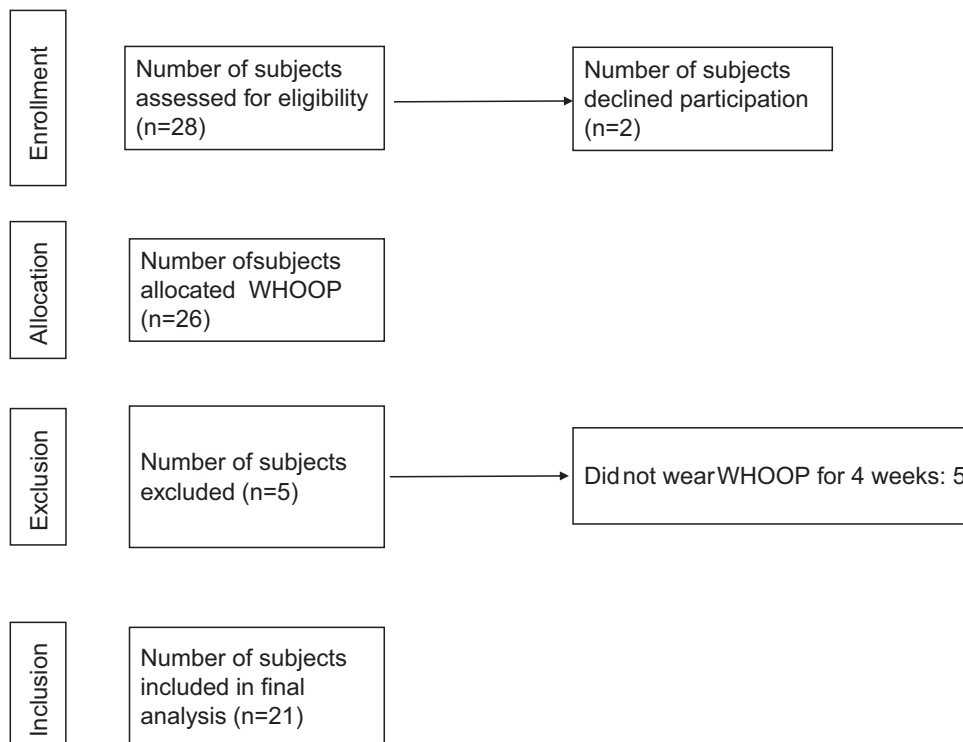 Enrollment
Number of subjects
assessed for eligibility
(n=28)
Number of subjects
declined participation
(n=2)
Allocation
Number ofsubjects
allocated WHOOP
(n=26)
Exclusion
Number of subjects
excluded (n=5)
Did not wearWHOOP for 4 weeks: 5
Inclusion
Number of subjects
included in final
analysis (n=21)